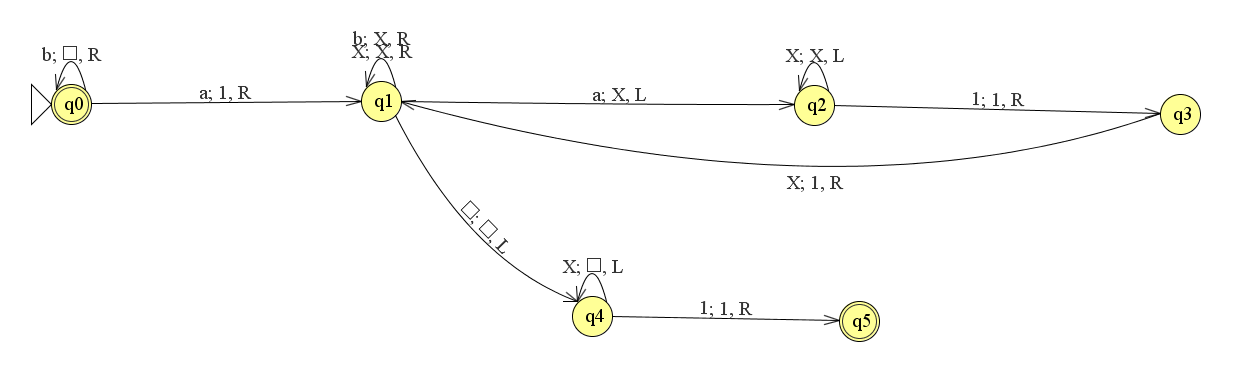 b; X, R
X; X, R
b; □, R
X; X, L
q0
a; 1, R
q1
a; X, L
q2
1; 1, R
q3
X; 1, R
□; □, L
X; □, L
q4
1; 1, R
q5